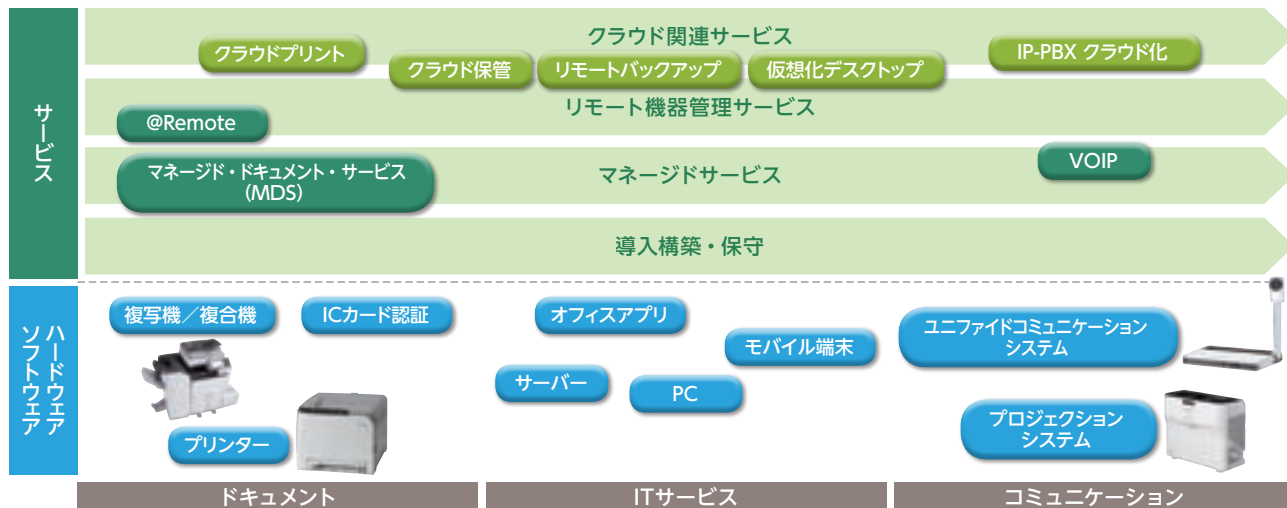 サービス
クラウド関連サービス
クラウドプリント
クラウド保管
リモートバックアップ
仮想化デスクトップ
IP-PBX クラウド化
リモート機器管理サービス
@Remote
マネージド・ドキュメント・サービス
(MDS)
マネージドサービス
VOIP
導入構築・保守
ハードウェア
ソフトウェア
複写機／複合機
ICカード認証
プリンター
オフィスアプリ
モバイル端末
サーバー
PC
ユニファイドコミュニケーション
システム
プロジェクション
システム
ドキュメント
ITサービス
コミュニケーション